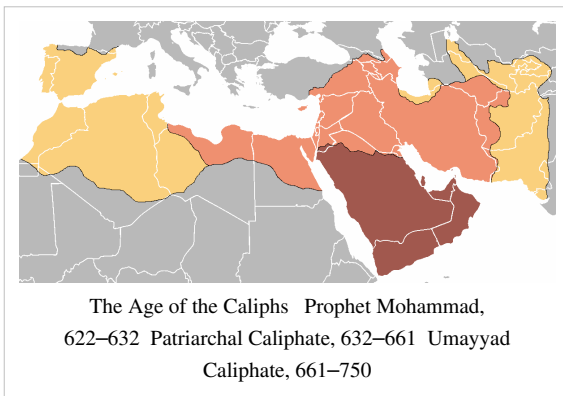 The Age of the Caliphs Prophet Mohammad,
622–632 Patriarchal Caliphate, 632–661 Umayyad
Caliphate, 661–750